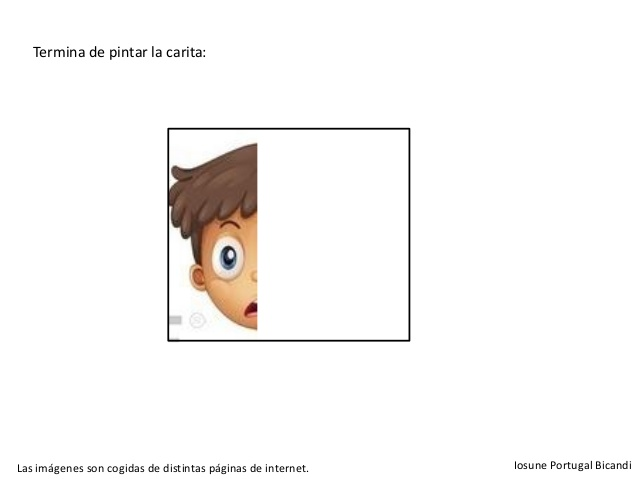 Termina de pintar la carita:
Las imágenes son cogidas de distintas páginas de internet.
Iosune Portugal Bicandi